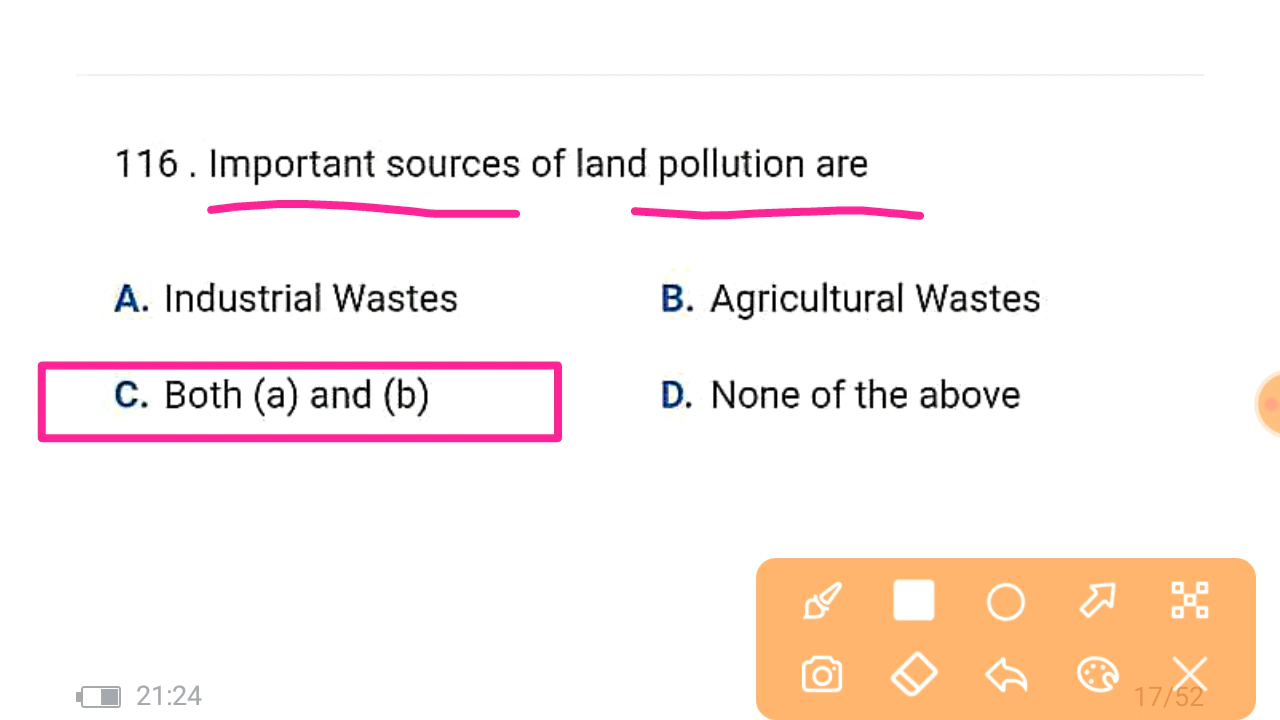 116 . Important sources of land pollution are
A. Industrial Wastes
B. Agricultural Wastes
C. Both (a) and (b)
D. None of the above
21:24
17/52